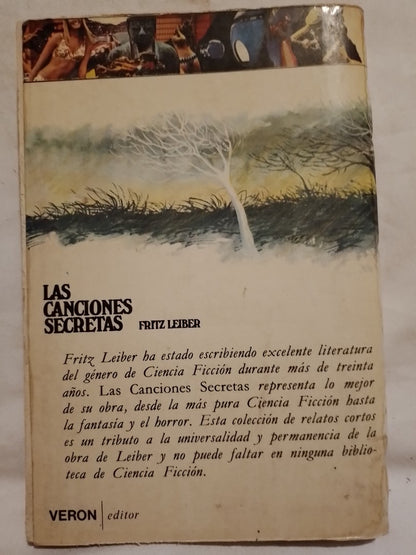 LAS
CANCIONES
SECRETAS FRITZ LEIBER
Fritz Leiber ha estado escribiendo excelente literatura
del género de Ciencia Ficción durante más de treinta
años. Las Canciones Secretas representa lo mejor
de su obra, desde la más pura Ciencia Ficción hasta
la fantasía y el horror. Esta colección de relatos cortos
es un tributo a la universalidad y permanencia de la
obra de Leiber y no puede faltar en ninguna biblio-
teca de Ciencia Ficción.
VERON editor